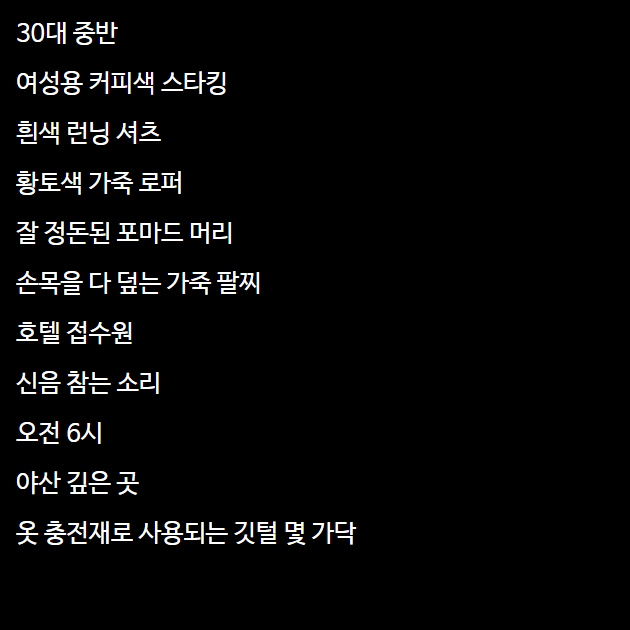 30대 중반
여성용 커피색 스타킹
흰색 런닝 셔츠
황토색 가죽 로퍼
잘 정돈된 포마드 머리
손목을 다 덮는 가죽 팔찌
호텔 접수원
신음 참는 소리
오전 6시
야산 깊은 곳
옷 충전재로 사용되는 깃털 몇 가닥